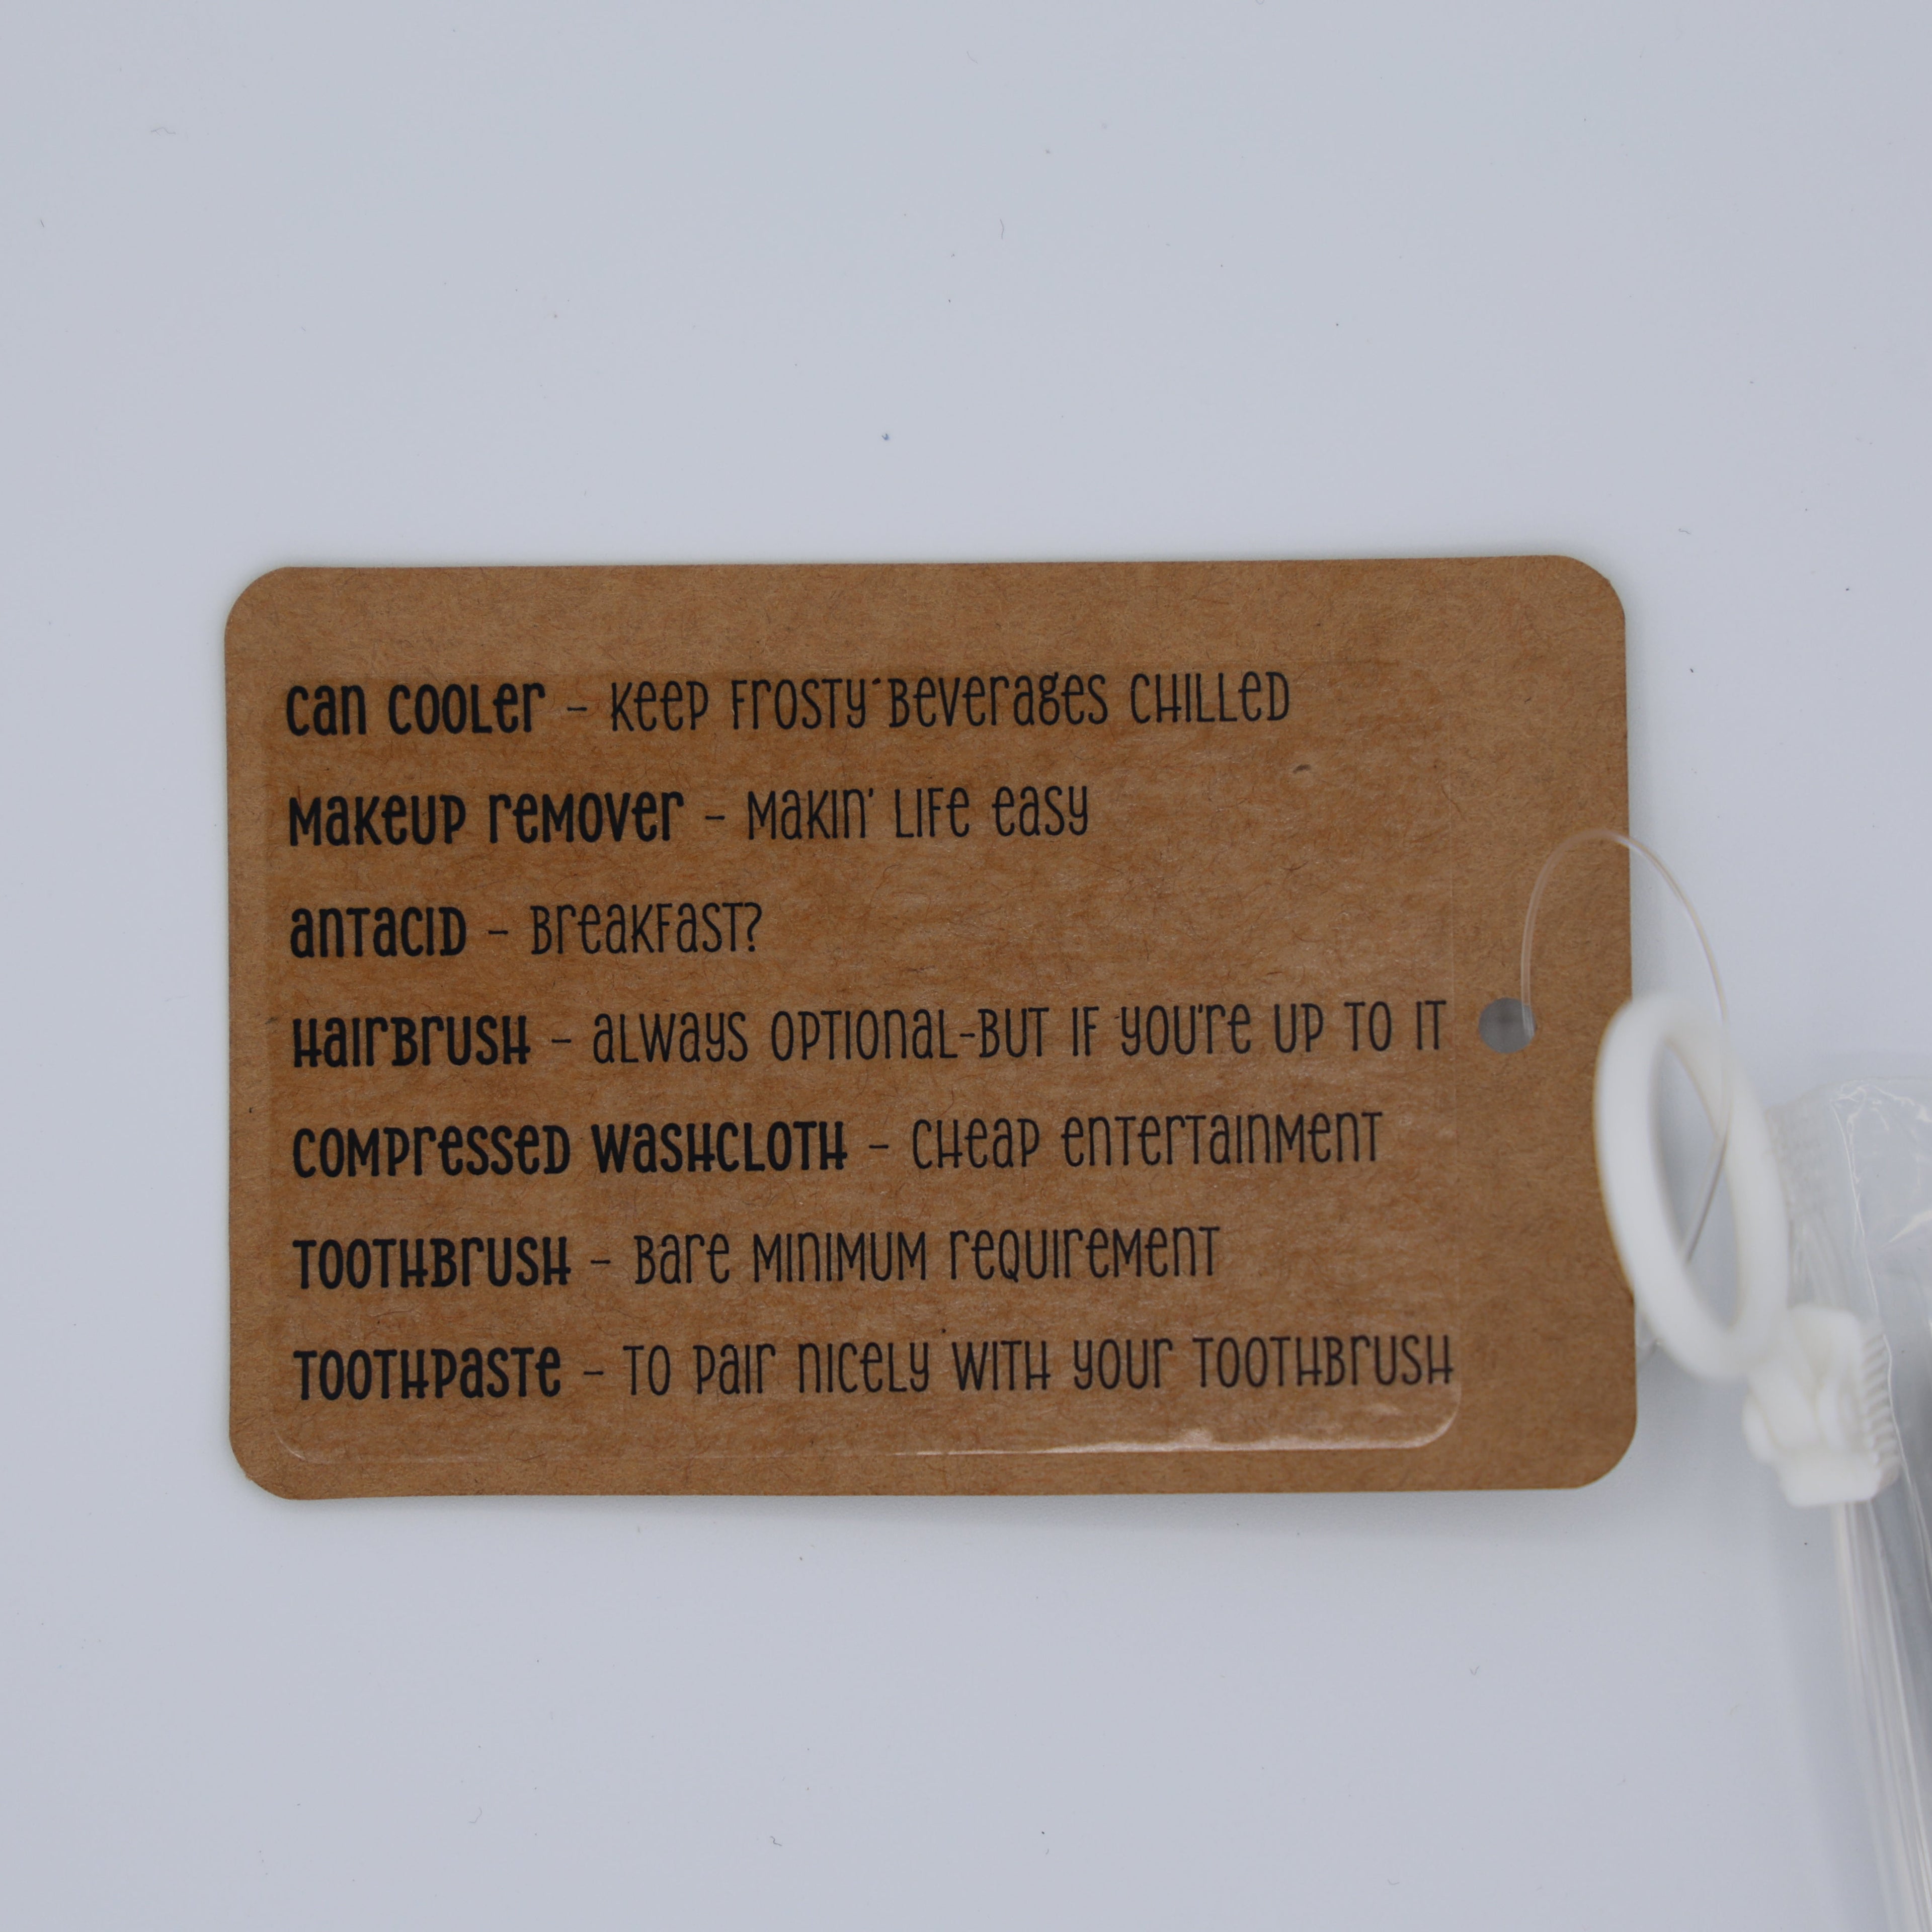 Can Cooler – Keep Frosty Beverages Chilled
Makeup Remover – Makin' Life Easy
Antacid – Breakfast?
Hairbrush – Always Optional-But if you're up to it
Compressed Washcloth – Cheap Entertainment
Toothbrush – Bare Minimum Requirement
Toothpaste – To pair nicely with your toothbrush